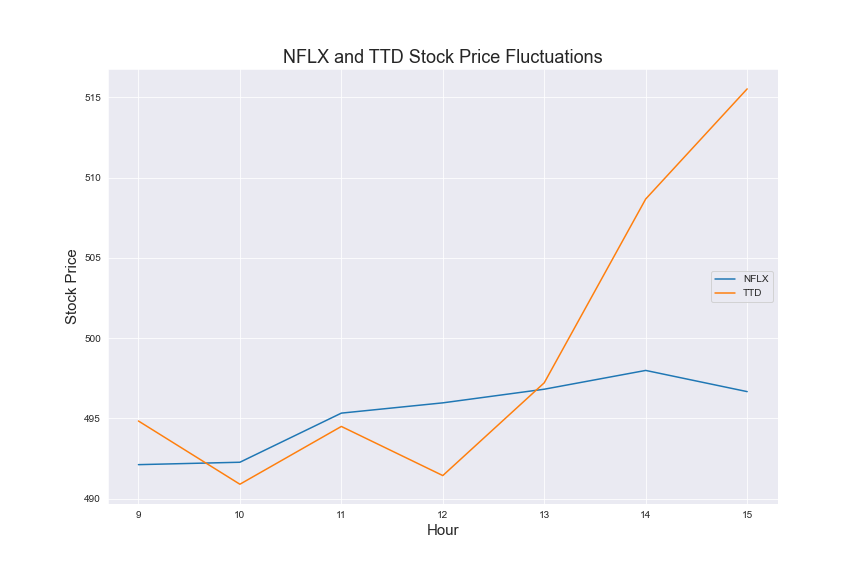 NFLX and TTD Stock Price Fluctuations
515
510
505
500
495
490
Stock Price
NFLX
TTD
9 10 11 12 13 14 15
Hour